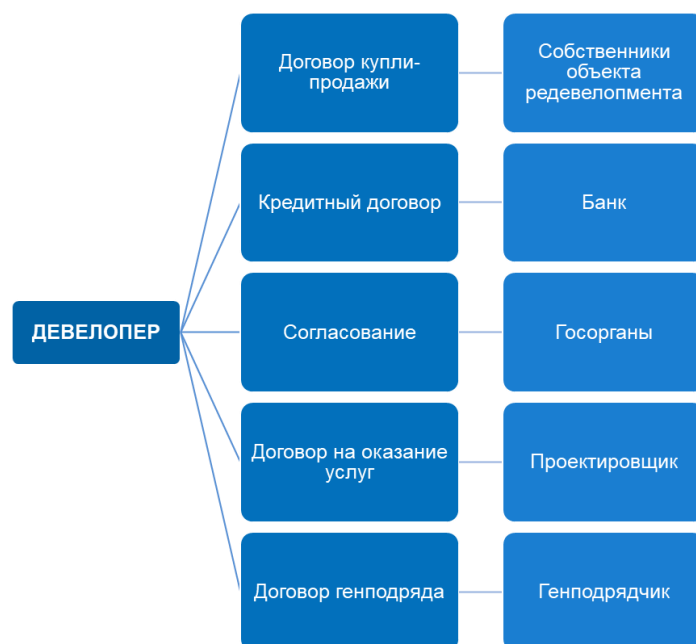 Договор купли-
продажи
Собственники
объекта
редевелопмента
Кредитный договор
Банк
ДЕВЕЛОПЕР
Согласование
Госорганы
Договор на оказание
услуг
Проектировщик
Договор генподряда
Генподрядчик